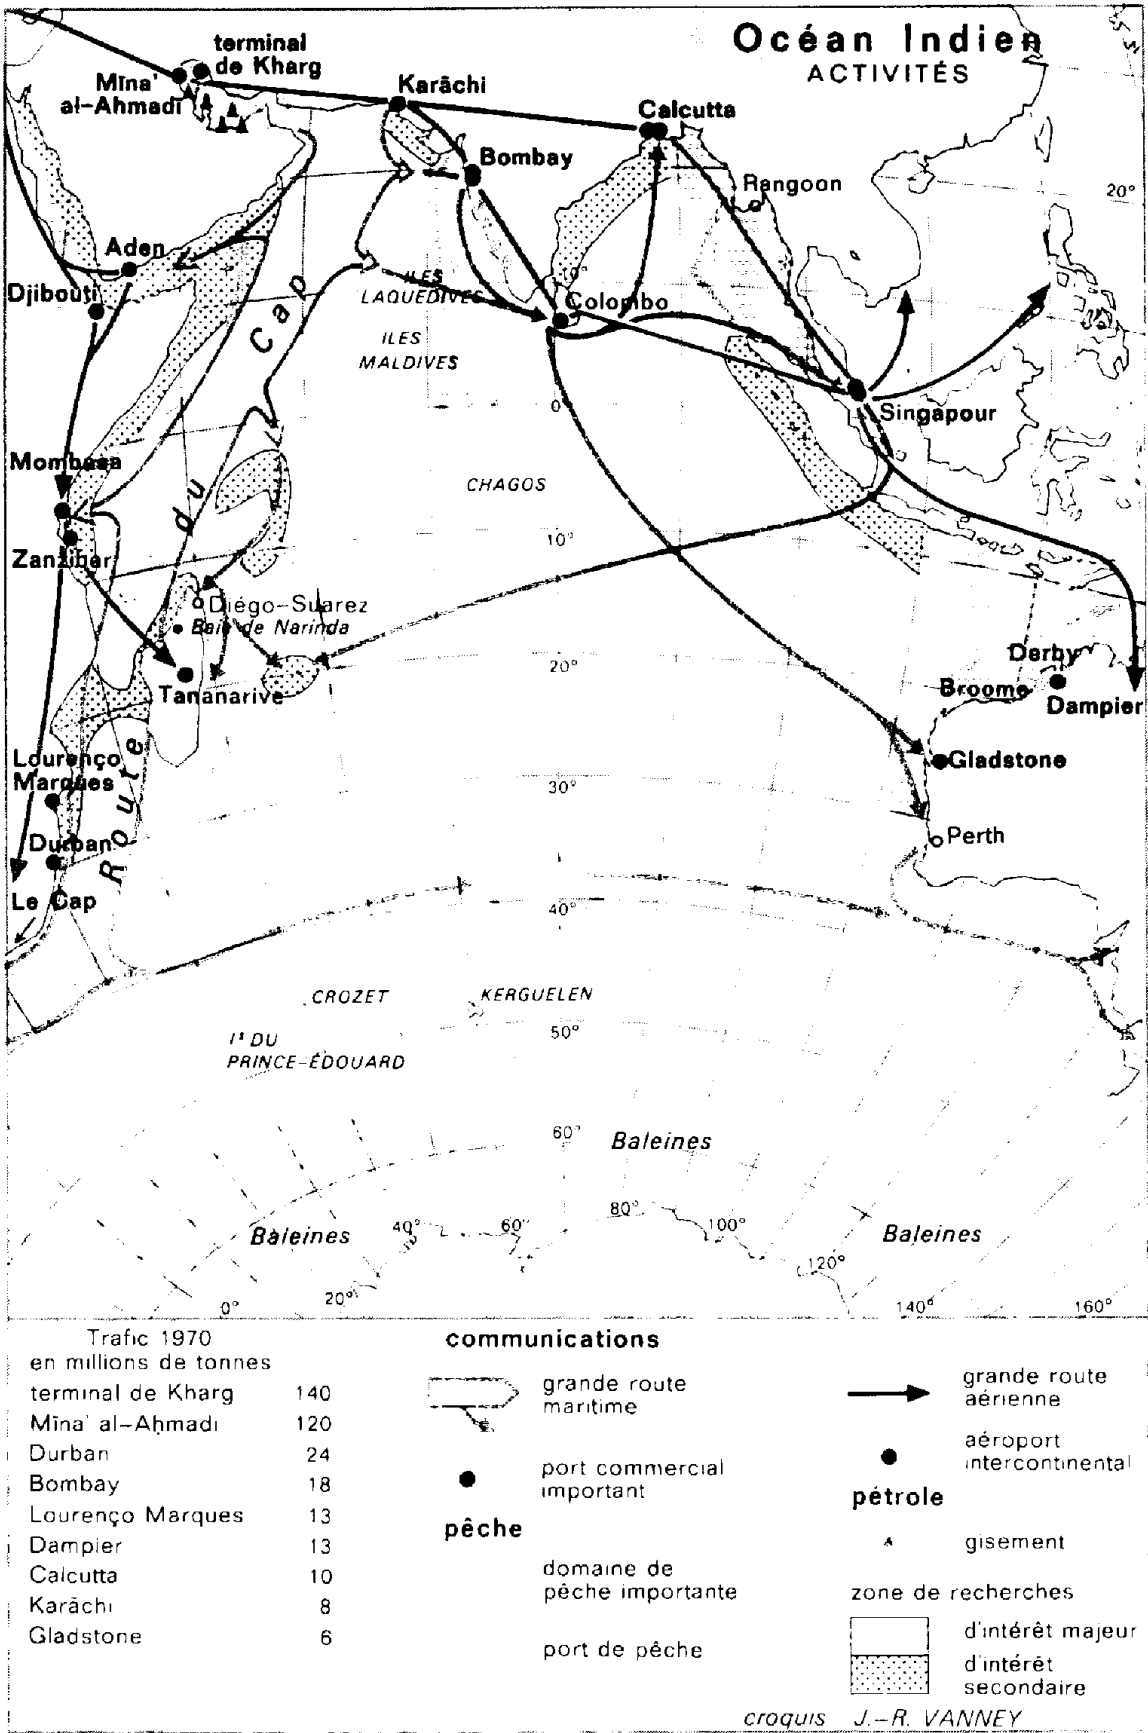 Océan Indien
ACTIVITÉS
terminal
de Kharg
Mīna'
al-Ahmadi
Karāchi
Calcutta
Bombay
Rangoon
20°
Aden
Djibouti
ILES
LAQUEDIVES
10°
Colombo
ILES
MALDIVES
0°
Singapour
Mombasa
CHAGOS
10°
Zanzibar
Diégo-Suarez
Baie de Narinda
20°
Tananarive
Derby
Broome
Dampier
Route du Cap
Lourenço
Marques
Gladstone
30°
Durban
Perth
Le Cap
40°
CROZET
KERGUELEN
Iˢ DU
PRINCE-ÉDOUARD
50°
60°
Baleines
Baleines
40°
60°
80°
100°
Baleines
120°
0°
20°
140°
160°
Trafic 1970
en millions de tonnes
terminal de Kharg 140
Mīna' al-Aḥmadi 120
Durban 24
Bombay 18
Lourenço Marques 13
Dampier 13
Calcutta 10
Karāchi 8
Gladstone 6
communications
grande route
maritime
port commercial
important
pêche
domaine de
pêche importante
port de pêche
grande route
aérienne
aéroport
intercontinental
pétrole
gisement
zone de recherches
d'intérêt majeur
d'intérêt
secondaire
croquis J.-R. VANNEY